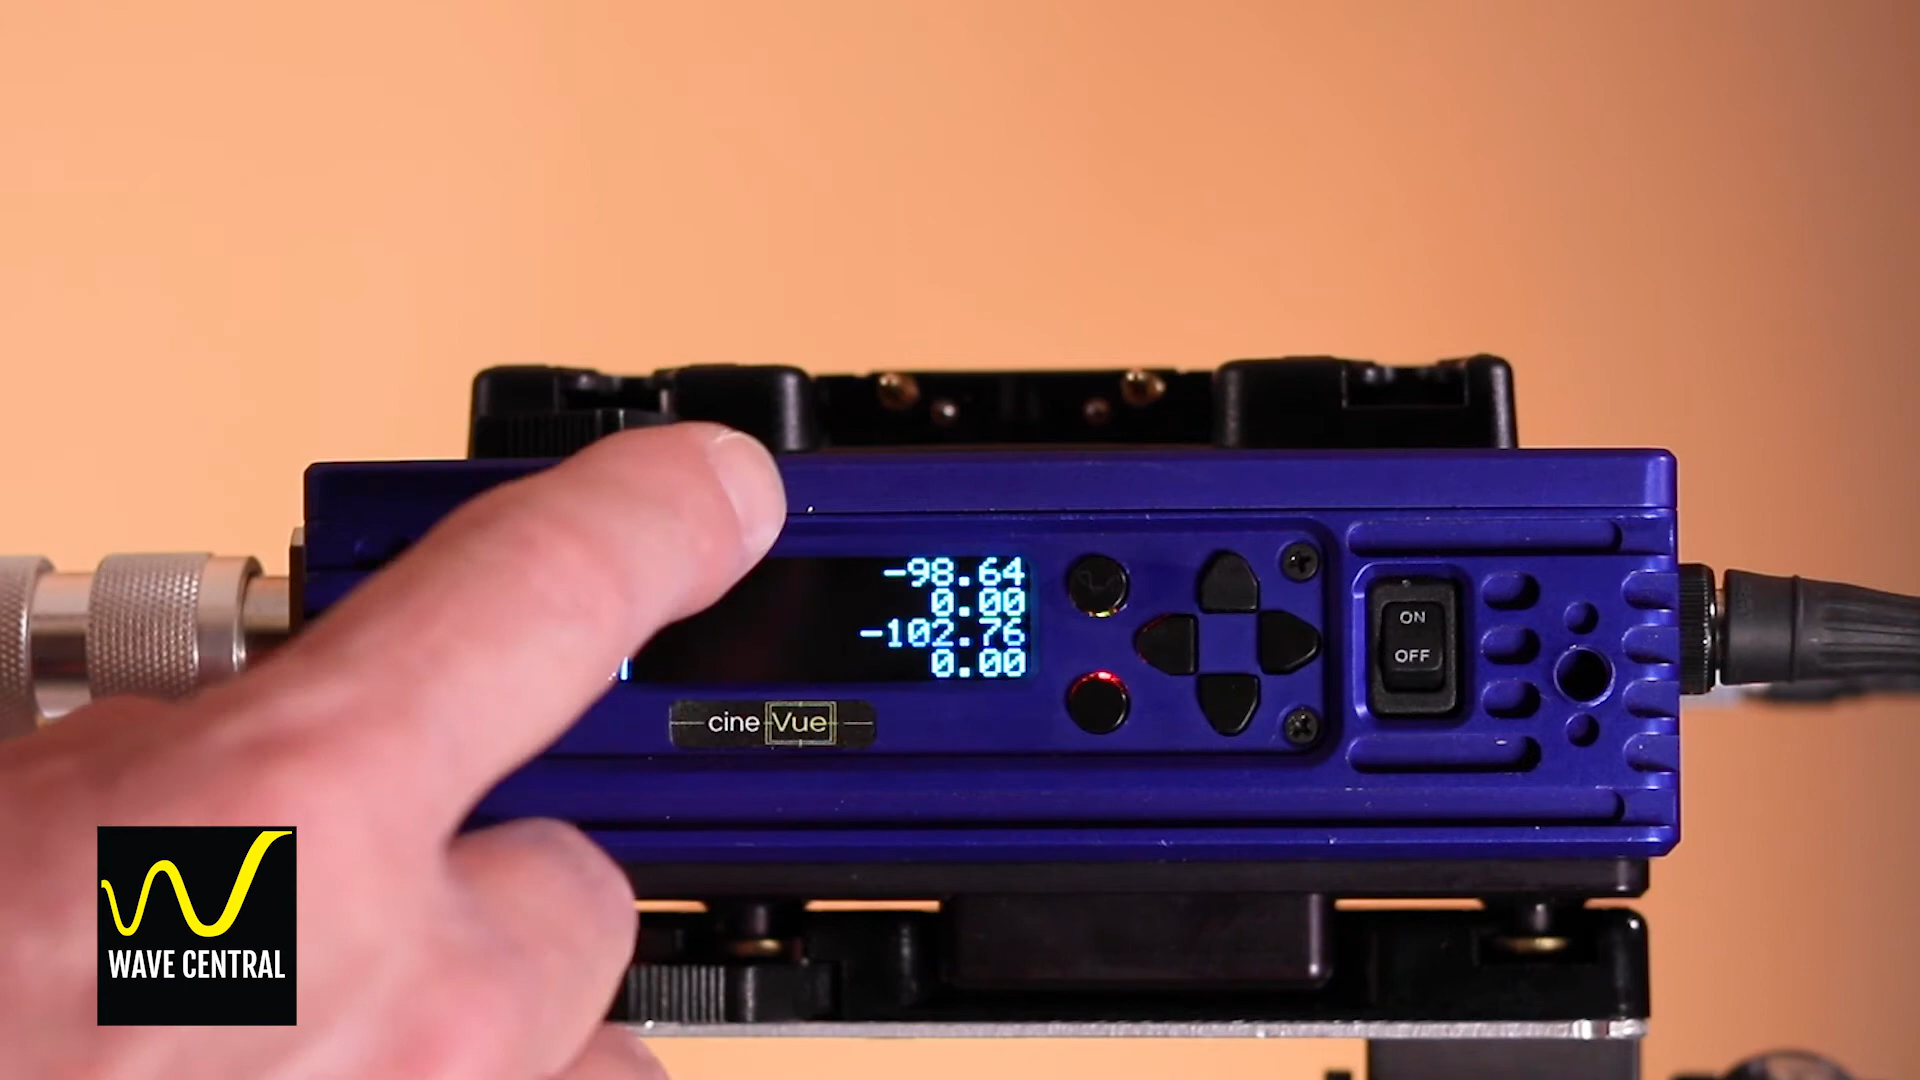 -98.64
0.00
-102.76
0.00
cine Vue
ON
OFF
WAVE CENTRAL